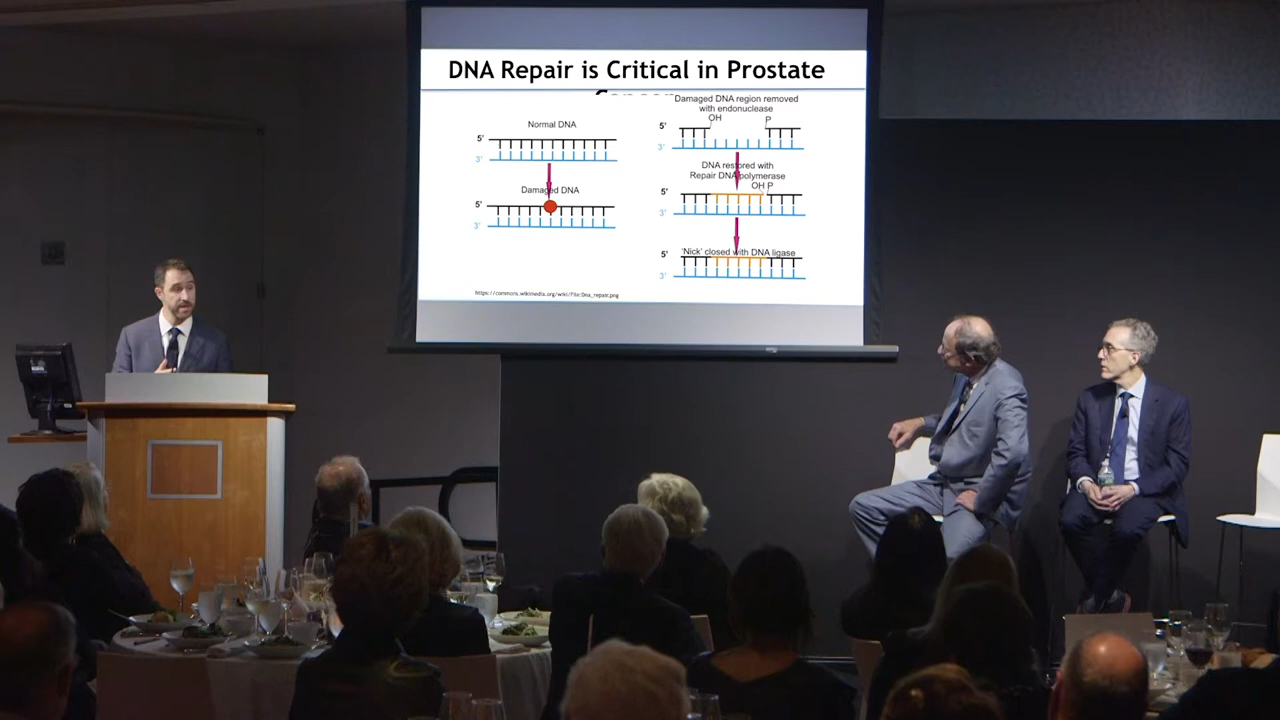 DNA Repair is Critical in Prostate
Normal DNA
5'
3'
Damaged DNA
5'
3'
https://commons.wikimedia.org/wiki/File:Dna_repair.png
Damaged DNA region removed
with endonuclease
OH P
5'
3'
DNA restored with
Repair DNA polymerase
OH P
5'
3'
'Nick' closed with DNA ligase
5'
3'